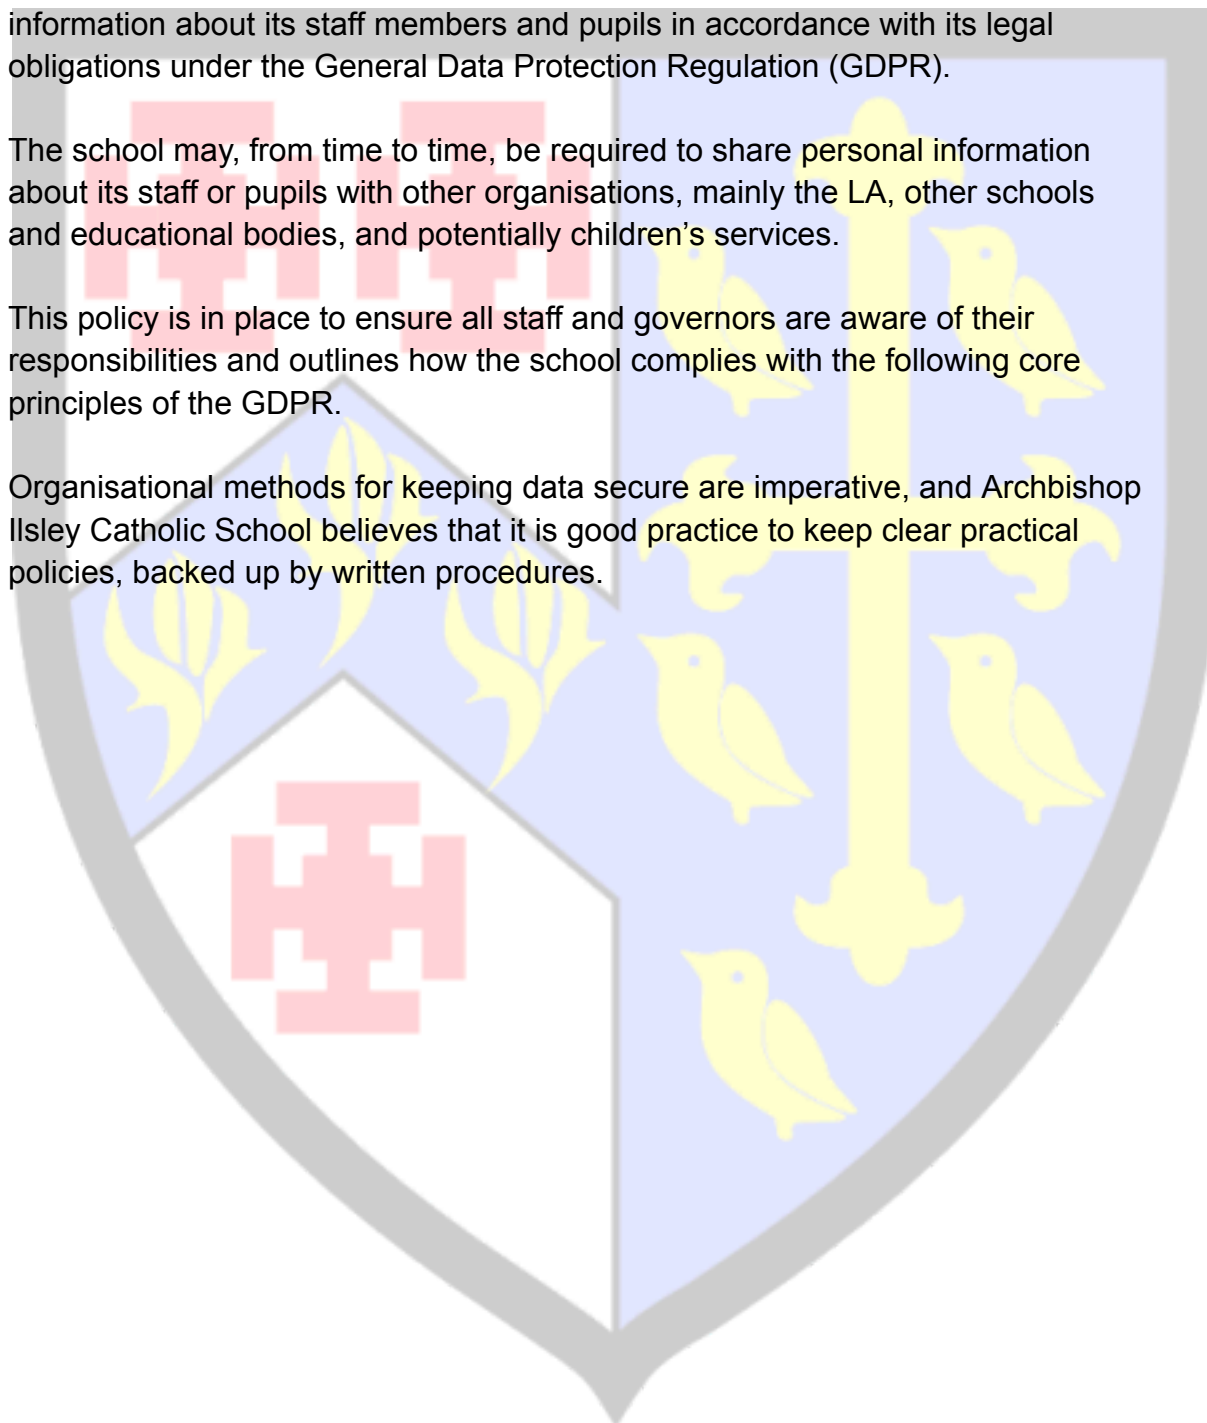 information about its staff members and pupils in accordance with its legal
obligations under the General Data Protection Regulation (GDPR).
The school may, from time to time, be required to share personal information
about its staff or pupils with other organisations, mainly the LA, other schools
and educational bodies, and potentially children’s services.
This policy is in place to ensure all staff and governors are aware of their
responsibilities and outlines how the school complies with the following core
principles of the GDPR.
Organisational methods for keeping data secure are imperative, and Archbishop
Ilsley Catholic School believes that it is good practice to keep clear practical
policies, backed up by written procedures.